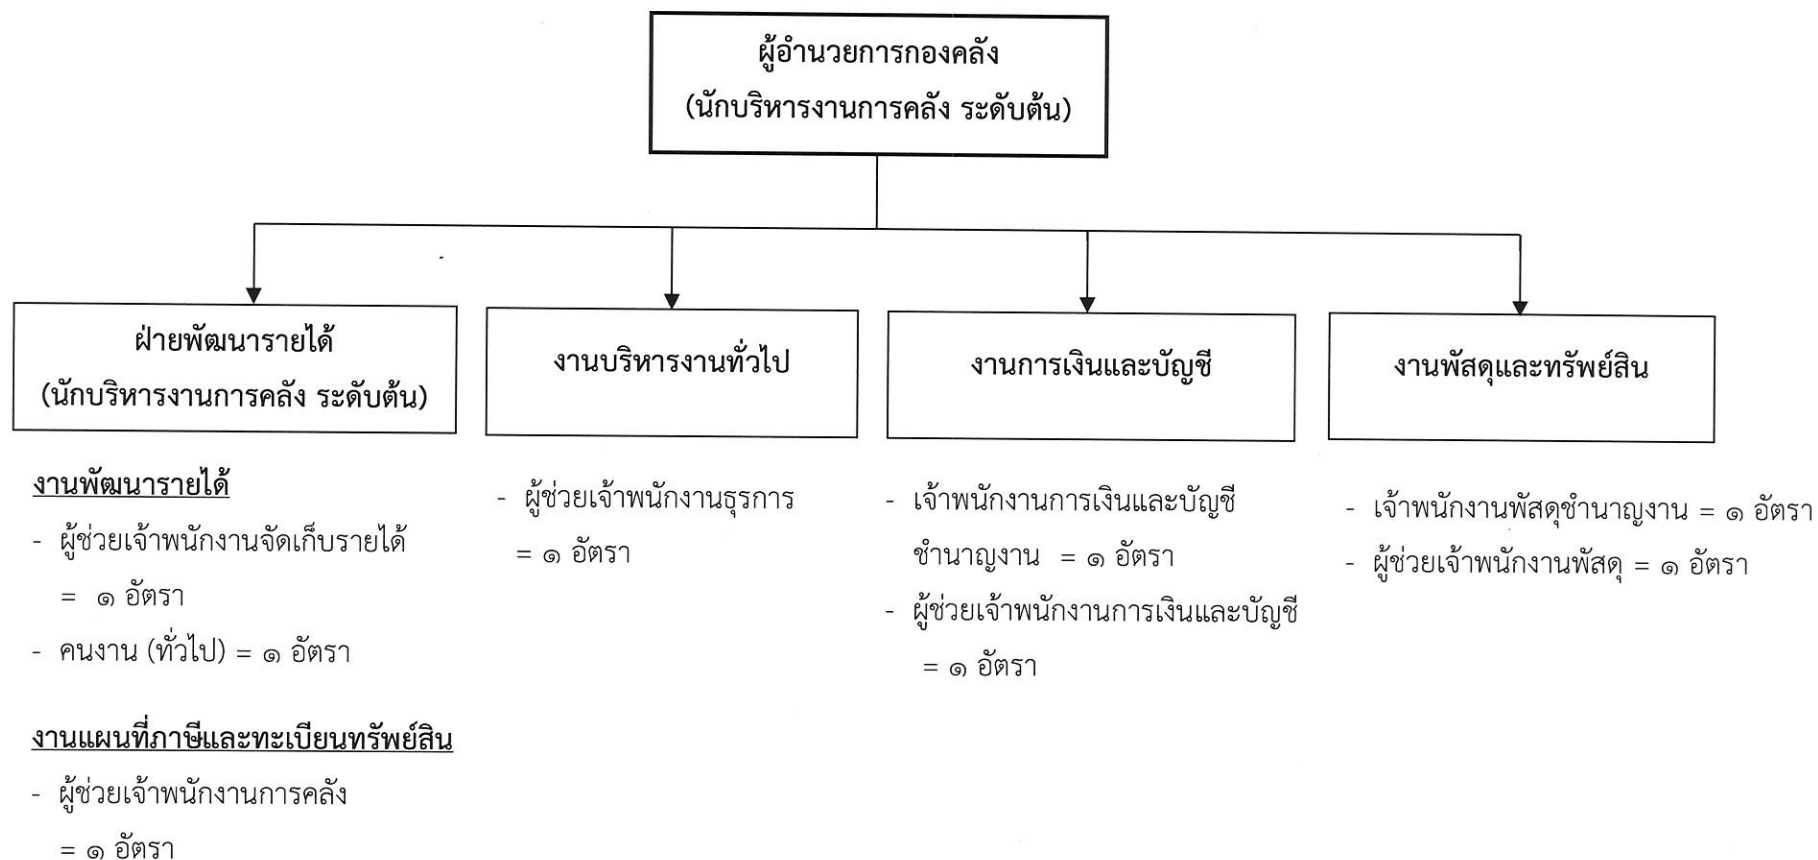 ผู้อำนวยการกองคลัง
(นักบริหารงานการคลัง ระดับต้น)
ฝ่ายพัฒนารายได้
(นักบริหารงานการคลัง ระดับต้น)
งานบริหารงานทั่วไป
งานการเงินและบัญชี
งานพัสดุและทรัพย์สิน
งานพัฒนารายได้
- ผู้ช่วยเจ้าพนักงานจัดเก็บรายได้
= ๑ อัตรา
- คนงาน (ทั่วไป) = ๑ อัตรา
งานแผนที่ภาษีและทะเบียนทรัพย์สิน
- ผู้ช่วยเจ้าพนักงานการคลัง
= ๑ อัตรา
- ผู้ช่วยเจ้าพนักงานธุรการ
= ๑ อัตรา
- เจ้าพนักงานการเงินและบัญชี
ชำนาญงาน = ๑ อัตรา
- ผู้ช่วยเจ้าพนักงานการเงินและบัญชี
= ๑ อัตรา
- เจ้าพนักงานพัสดุชำนาญงาน = ๑ อัตรา
- ผู้ช่วยเจ้าพนักงานพัสดุ = ๑ อัตรา